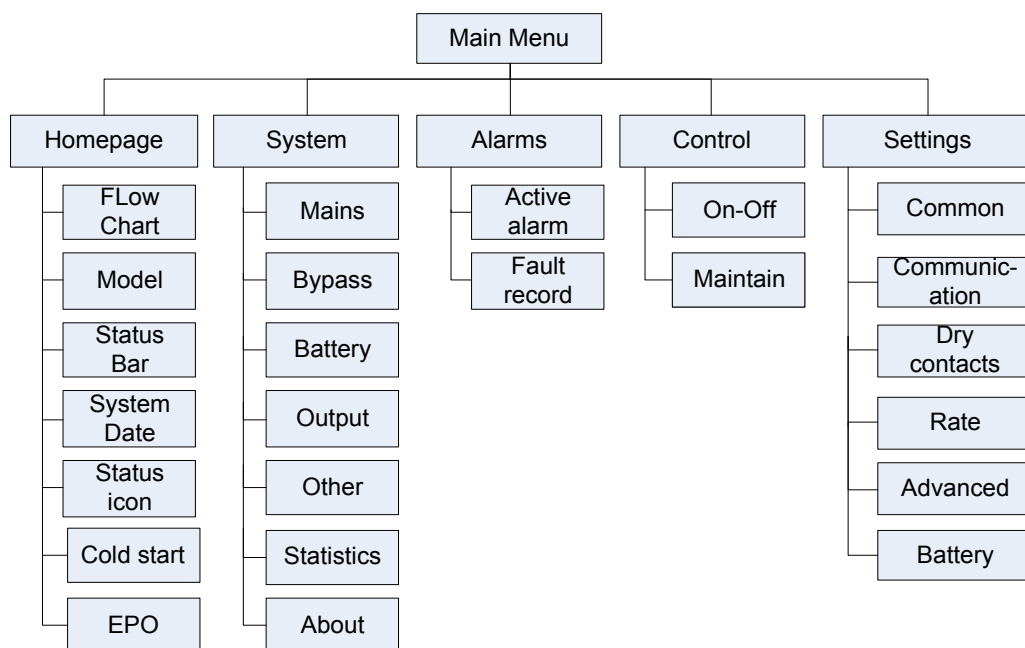 Main Menu
Homepage
System
Alarms
Control
Settings
FLow
Chart
Model
Status
Bar
System
Date
Status
icon
Cold start
EPO
Mains
Bypass
Battery
Output
Other
Statistics
About
Active
alarm
Fault
record
On-Off
Maintain
Common
Communic-
ation
Dry
contacts
Rate
Advanced
Battery